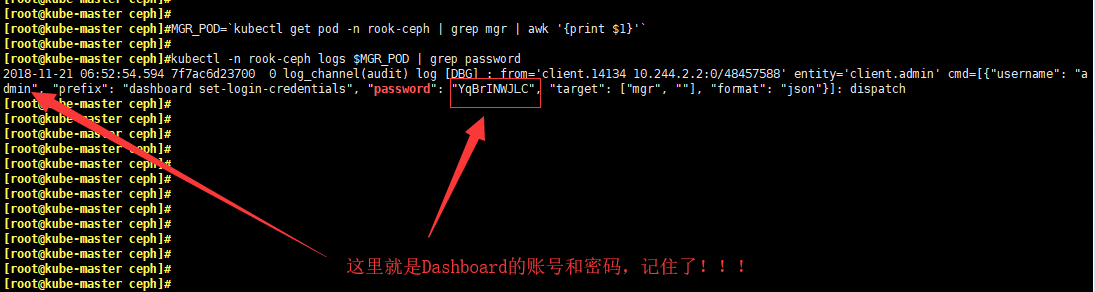 [root@kube-master ceph]#
[root@kube-master ceph]#MGR_POD=`kubectl get pod -n rook-ceph | grep mgr | awk '{print $1}'`
[root@kube-master ceph]#
[root@kube-master ceph]#kubectl -n rook-ceph logs $MGR_POD | grep password
2018-11-21 06:52:54.594 7f7ac6d23700  0 log_channel(audit) log [DBG] : from='client.14134 10.244.2.2:0/48457588' entity='client.admin' cmd=[{"username": "a
dmin", "prefix": "dashboard set-login-credentials", "password": "YqBrINWJLC", "target": ["mgr", ""], "format": "json"}]: dispatch
[root@kube-master ceph]#
[root@kube-master ceph]#
[root@kube-master ceph]#
[root@kube-master ceph]#
[root@kube-master ceph]#
[root@kube-master ceph]#
[root@kube-master ceph]#
[root@kube-master ceph]#
[root@kube-master ceph]#
[root@kube-master ceph]#
[root@kube-master ceph]#
这里就是Dashboard的账号和密码，记住了！！！
[root@kube-master ceph]#
[root@kube-master ceph]#